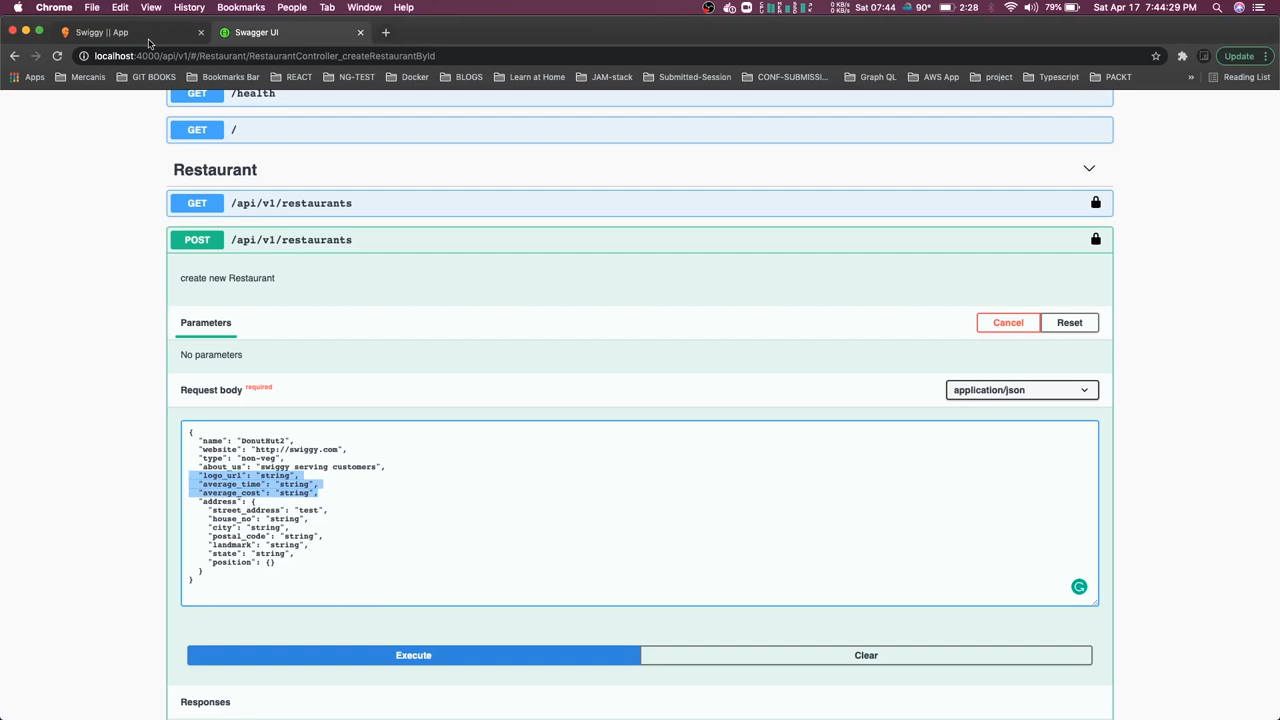 Chrome File Edit View History Bookmarks People Tab Window Help Sat 07:44 90° 2:28 79% Sat Apr 17 7:44:29 PM
Swiggy || App Swagger UI
localhost:4000/api/v1/#/Restaurant/RestaurantController_createRestaurantById Update
Apps Mercanis GIT BOOKS Bookmarks Bar REACT NG-TEST Docker BLOGS Learn at Home JAM-stack Submitted-Session CONF-SUBMISSI... Graph QL AWS App project Typescript PACKT » Reading List
GET /health
GET /
Restaurant
GET /api/v1/restaurants
POST /api/v1/restaurants
create new Restaurant
Parameters Cancel Reset
No parameters
Request body required application/json
{
"name": "DonutHut2",
"website": "http://swiggy.com",
"type": "non-veg",
"about_us": "swiggy serving customers",
"logo_url": "string",
"average_time": "string",
"average_cost": "string",
"address": {
"street_address": "test",
"house_no": "string",
"city": "string",
"postal_code": "string",
"landmark": "string",
"state": "string",
"position": {}
}
}
Execute Clear
Responses